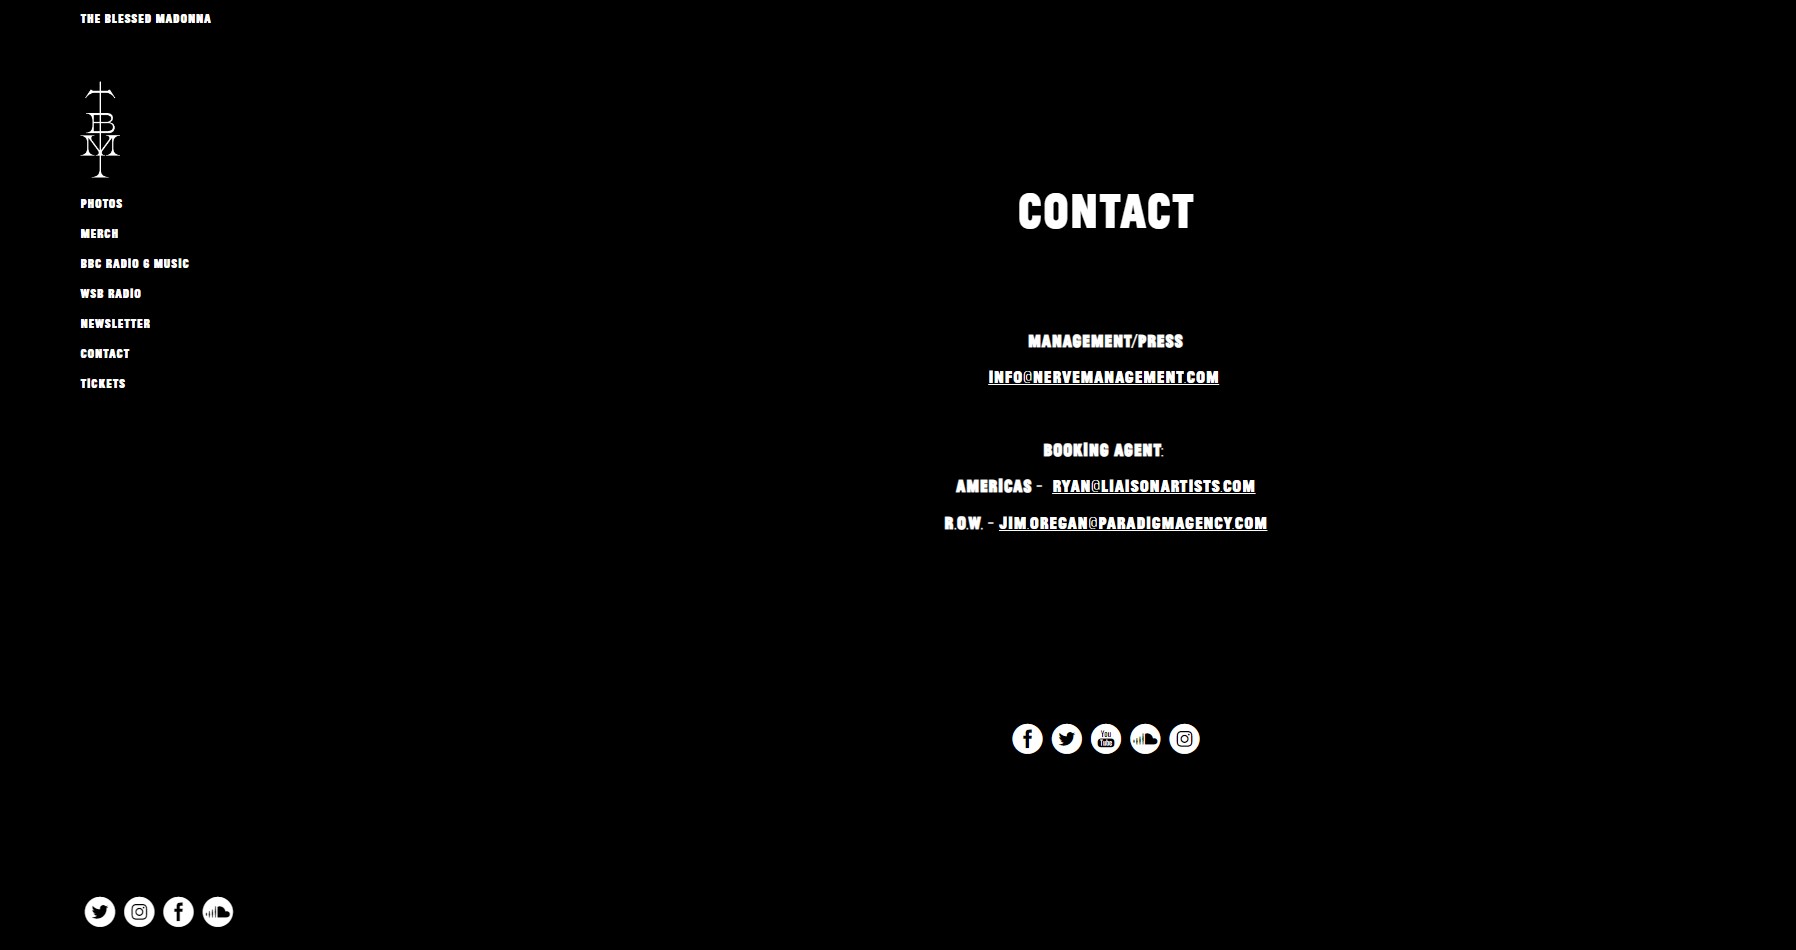 THE BLESSED MADONNA
T
B
M
PHOTOS
MERCH
BBC RADIO 6 MUSIC
WSB RADIO
NEWSLETTER
CONTACT
TICKETS
CONTACT
MANAGEMENT/PRESS
INFO@NERVEMANAGEMENT.COM
BOOKING AGENT:
AMERICAS - RYAN@LIAISONARTISTS.COM
R.O.W. - JIM.OREGAN@PARADIGMAGENCY.COM
You Tube